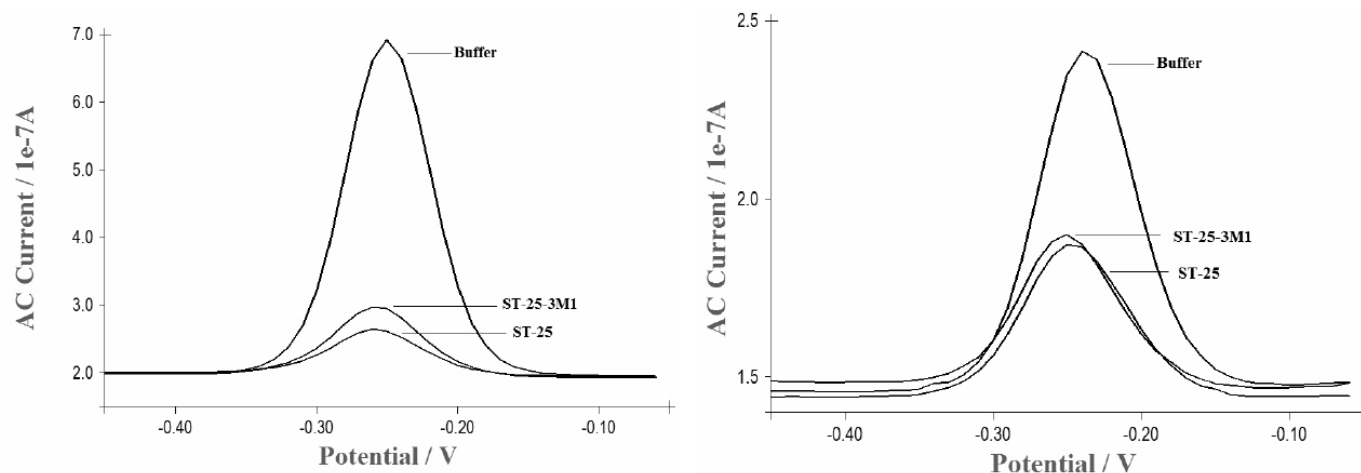 7.0
6.0
5.0
4.0
3.0
2.0
AC Current / 1e-7A
Buffer
ST-25-3M1
ST-25
-0.40
-0.30
-0.20
-0.10
Potential / V
2.5
2.0
1.5
AC Current / 1e-7A
Buffer
ST-25-3M1
ST-25
-0.40
-0.30
-0.20
-0.10
Potential / V